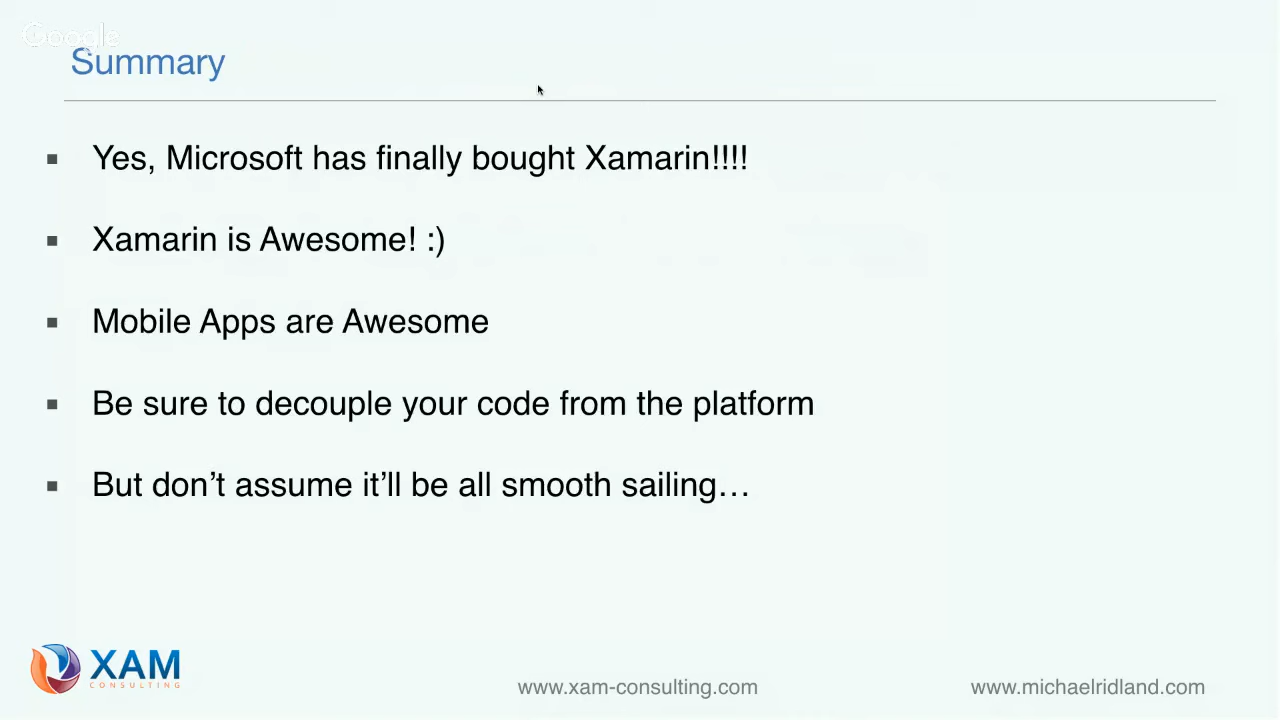 Google
Summary
Yes, Microsoft has finally bought Xamarin!!!!
Xamarin is Awesome! :)
Mobile Apps are Awesome
Be sure to decouple your code from the platform
But don’t assume it’ll be all smooth sailing…
XAM
CONSULTING
www.xam-consulting.com
www.michaelridland.com